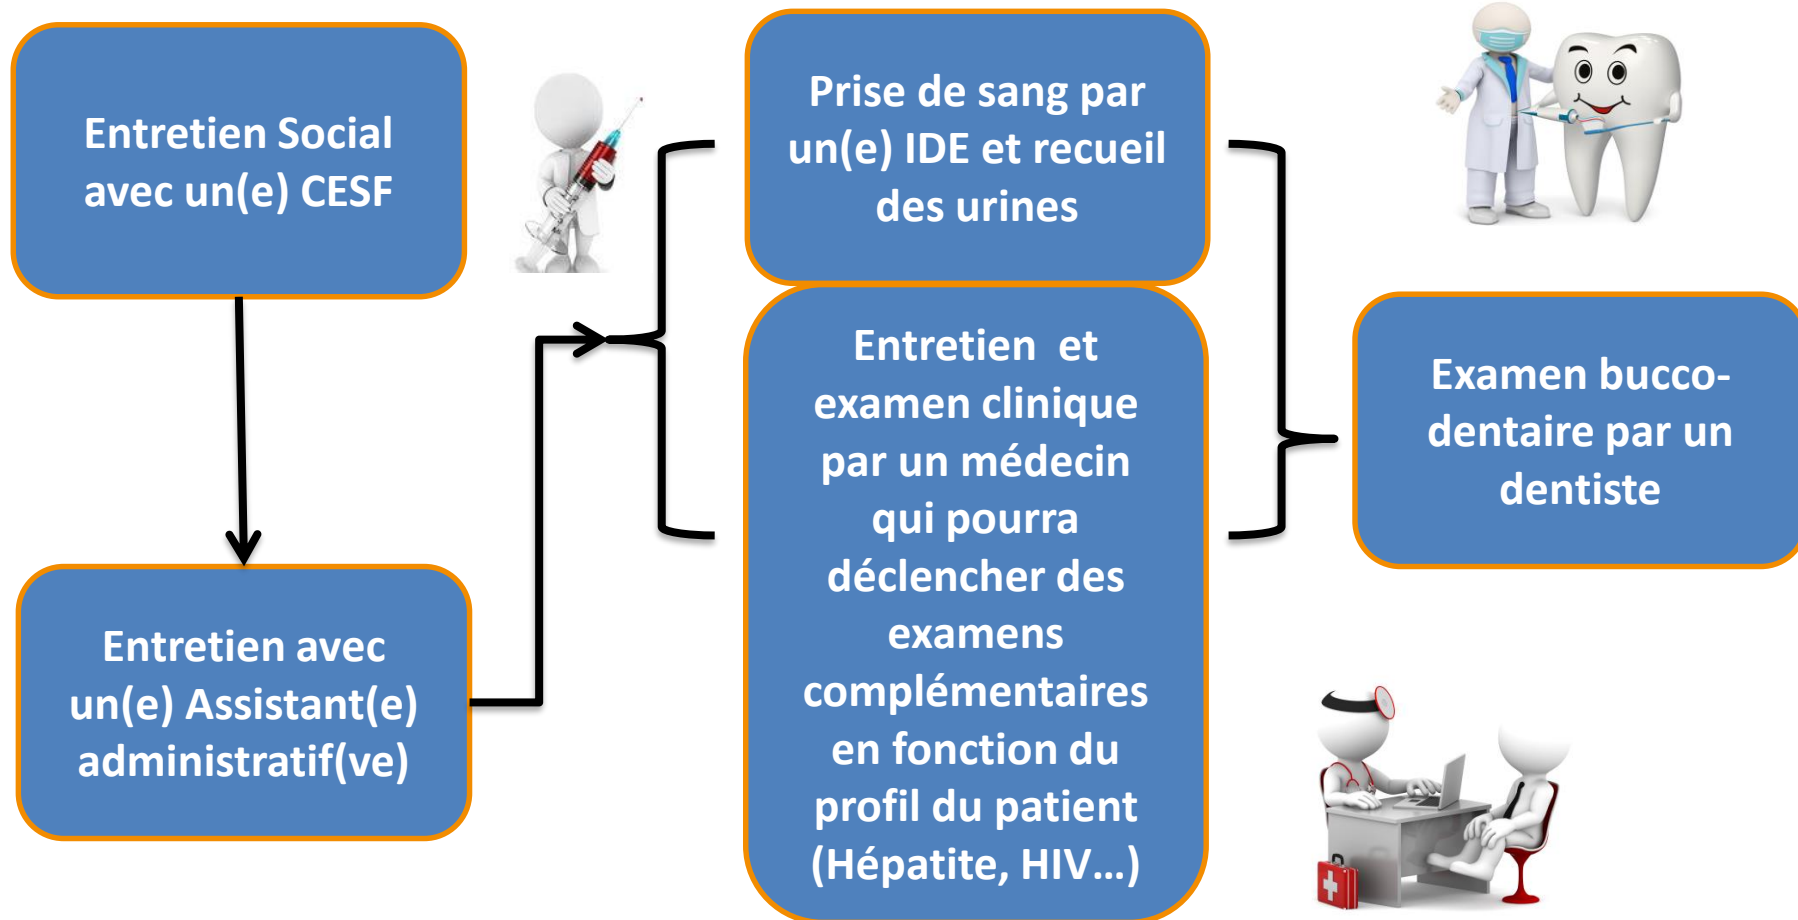 Entretien Social
avec un(e) CESF
Entretien avec
un(e) Assistant(e)
administratif(ve)
Prise de sang par
un(e) IDE et recueil
des urines
Entretien et
examen clinique
par un médecin
qui pourra
déclencher des
examens
complémentaires
en fonction du
profil du patient
(Hépatite, HIV…)
Examen bucco-
dentaire par un
dentiste